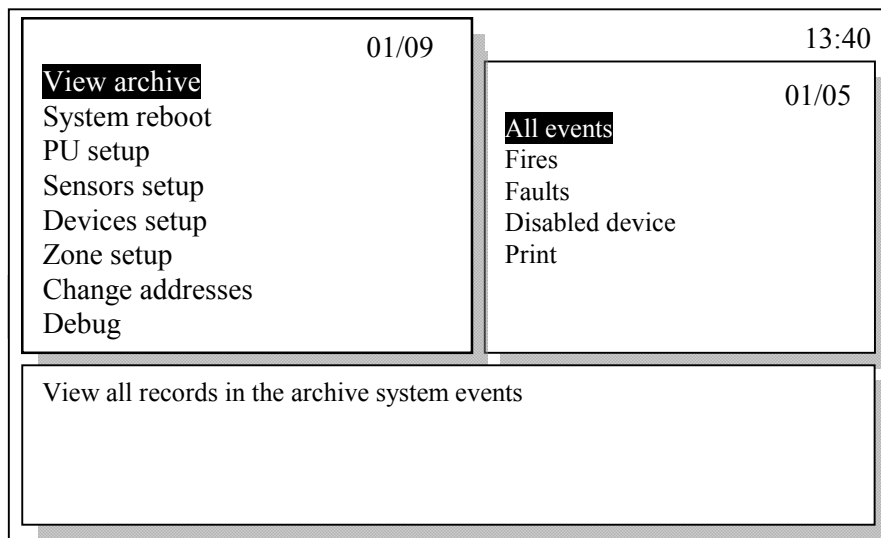 01/09
View archive
System reboot
PU setup
Sensors setup
Devices setup
Zone setup
Change addresses
Debug
13:40
01/05
All events
Fires
Faults
Disabled device
Print
View all records in the archive system events